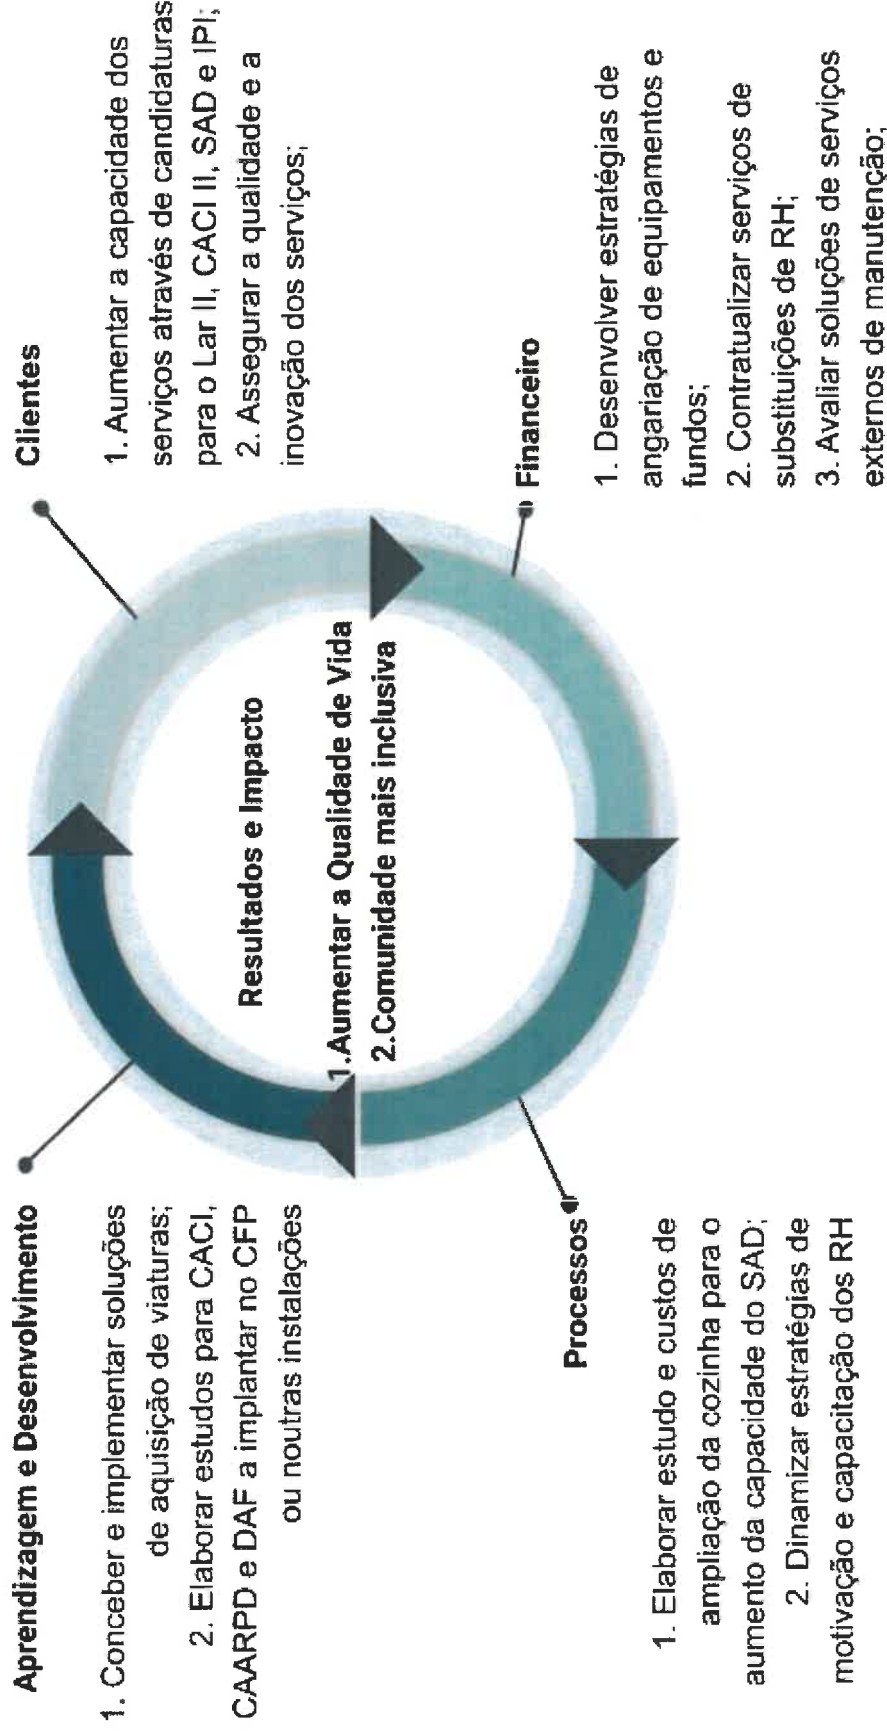 Aprendizagem e Desenvolvimento
1. Conceber e implementar soluções
de aquisição de viaturas;
2. Elaborar estudos para CACI,
CAARPD e DAF a implantar no CFP
ou noutras instalações
Clientes
1. Aumentar a capacidade dos
serviços através de candidaturas
para o Lar II, CACI II, SAD e IPI;
2. Assegurar a qualidade e a
inovação dos serviços;
Resultados e Impacto
1.Aumentar a Qualidade de Vida
2.Comunidade mais inclusiva
Processos
1. Elaborar estudo e custos de
ampliação da cozinha para o
aumento da capacidade do SAD;
2. Dinamizar estratégias de
motivação e capacitação dos RH
Financeiro
1. Desenvolver estratégias de
angariação de equipamentos e
fundos;
2. Contratualizar serviços de
substituições de RH;
3. Avaliar soluções de serviços
externos de manutenção;